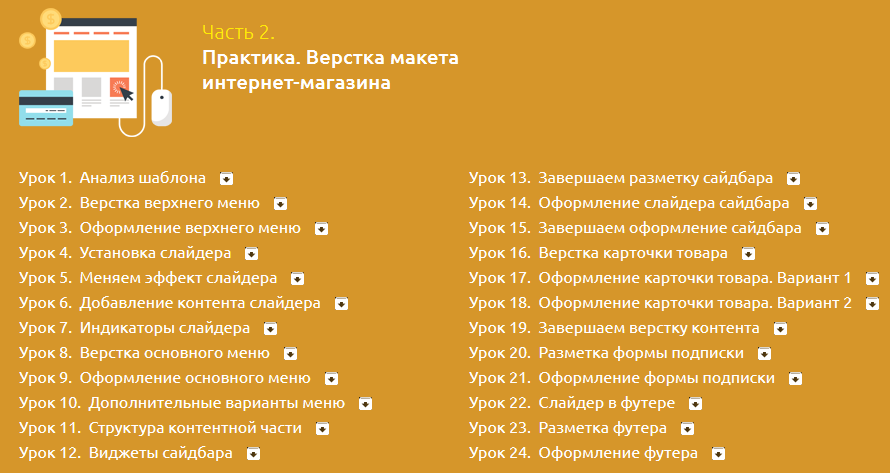 Часть 2.
Практика. Верстка макета
интернет-магазина
Урок 1. Анализ шаблона
Урок 2. Верстка верхнего меню
Урок 3. Оформление верхнего меню
Урок 4. Установка слайдера
Урок 5. Меняем эффект слайдера
Урок 6. Добавление контента слайдера
Урок 7. Индикаторы слайдера
Урок 8. Верстка основного меню
Урок 9. Оформление основного меню
Урок 10. Дополнительные варианты меню
Урок 11. Структура контентной части
Урок 12. Виджеты сайдбара
Урок 13. Завершаем разметку сайдбара
Урок 14. Оформление слайдера сайдбара
Урок 15. Завершаем оформление сайдбара
Урок 16. Верстка карточки товара
Урок 17. Оформление карточки товара. Вариант 1
Урок 18. Оформление карточки товара. Вариант 2
Урок 19. Завершаем верстку контента
Урок 20. Разметка формы подписки
Урок 21. Оформление формы подписки
Урок 22. Слайдер в футере
Урок 23. Разметка футера
Урок 24. Оформление футера